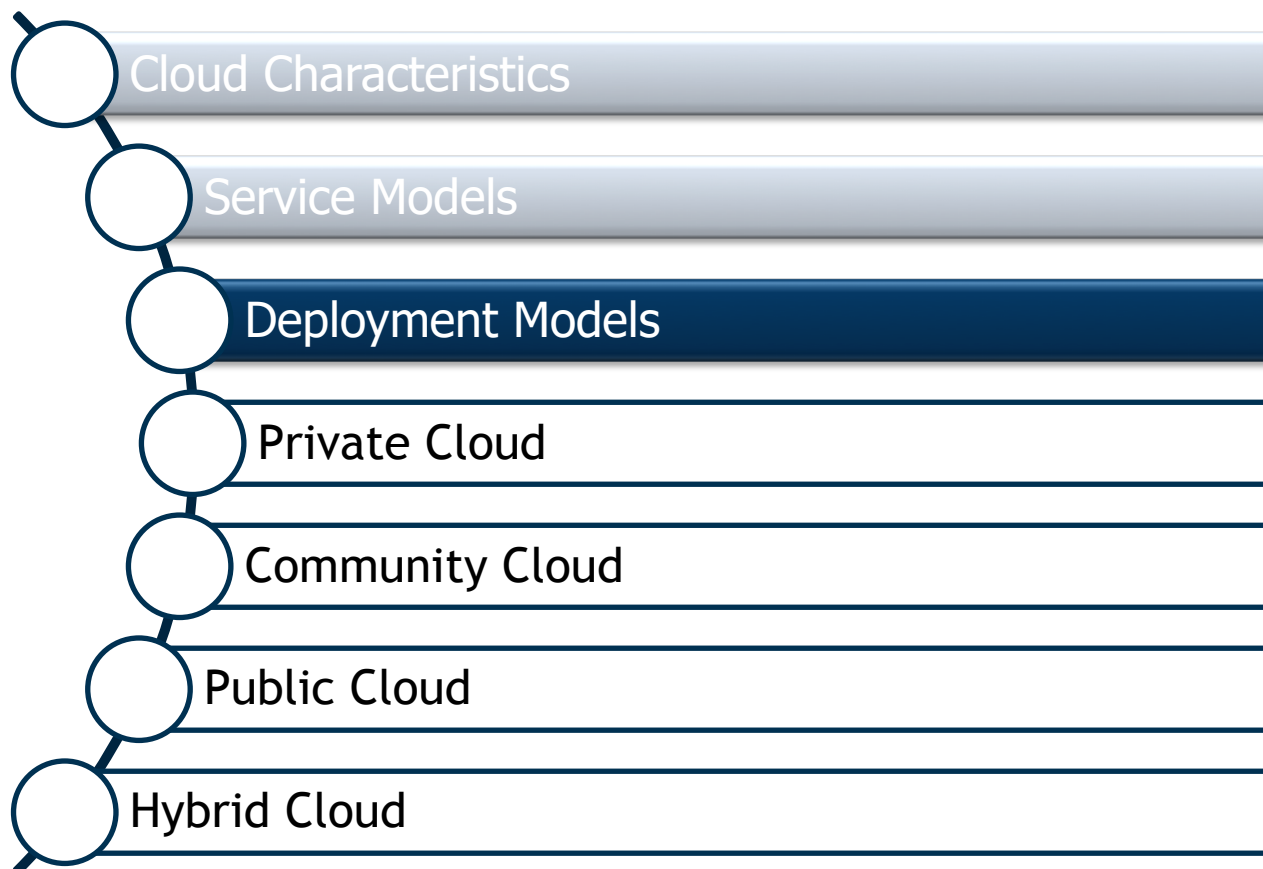 Cloud Characteristics
Service Models
Deployment Models
Private Cloud
Community Cloud
Public Cloud
Hybrid Cloud